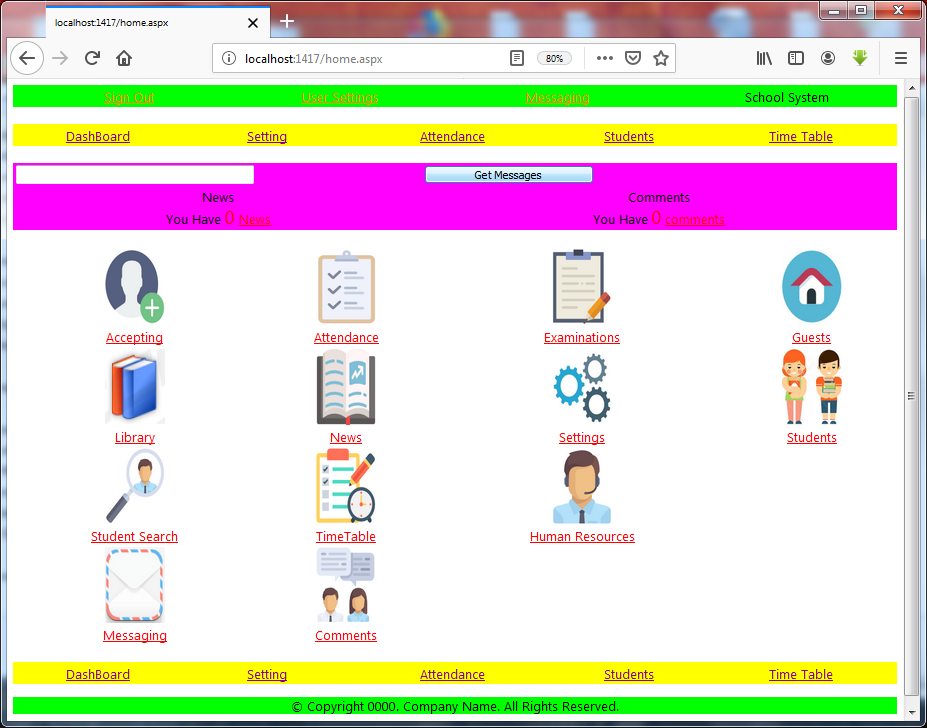 localhost:1417/home.aspx
localhost:1417/home.aspx 80%
Sign Out User Settings Messaging School System
DashBoard Setting Attendance Students Time Table
Get Messages
News Comments
You Have 0 News You Have 0 comments
Accepting Attendance Examinations Guests
Library News Settings Students
Student Search TimeTable Human Resources
Messaging Comments
DashBoard Setting Attendance Students Time Table
© Copyright 0000. Company Name. All Rights Reserved.